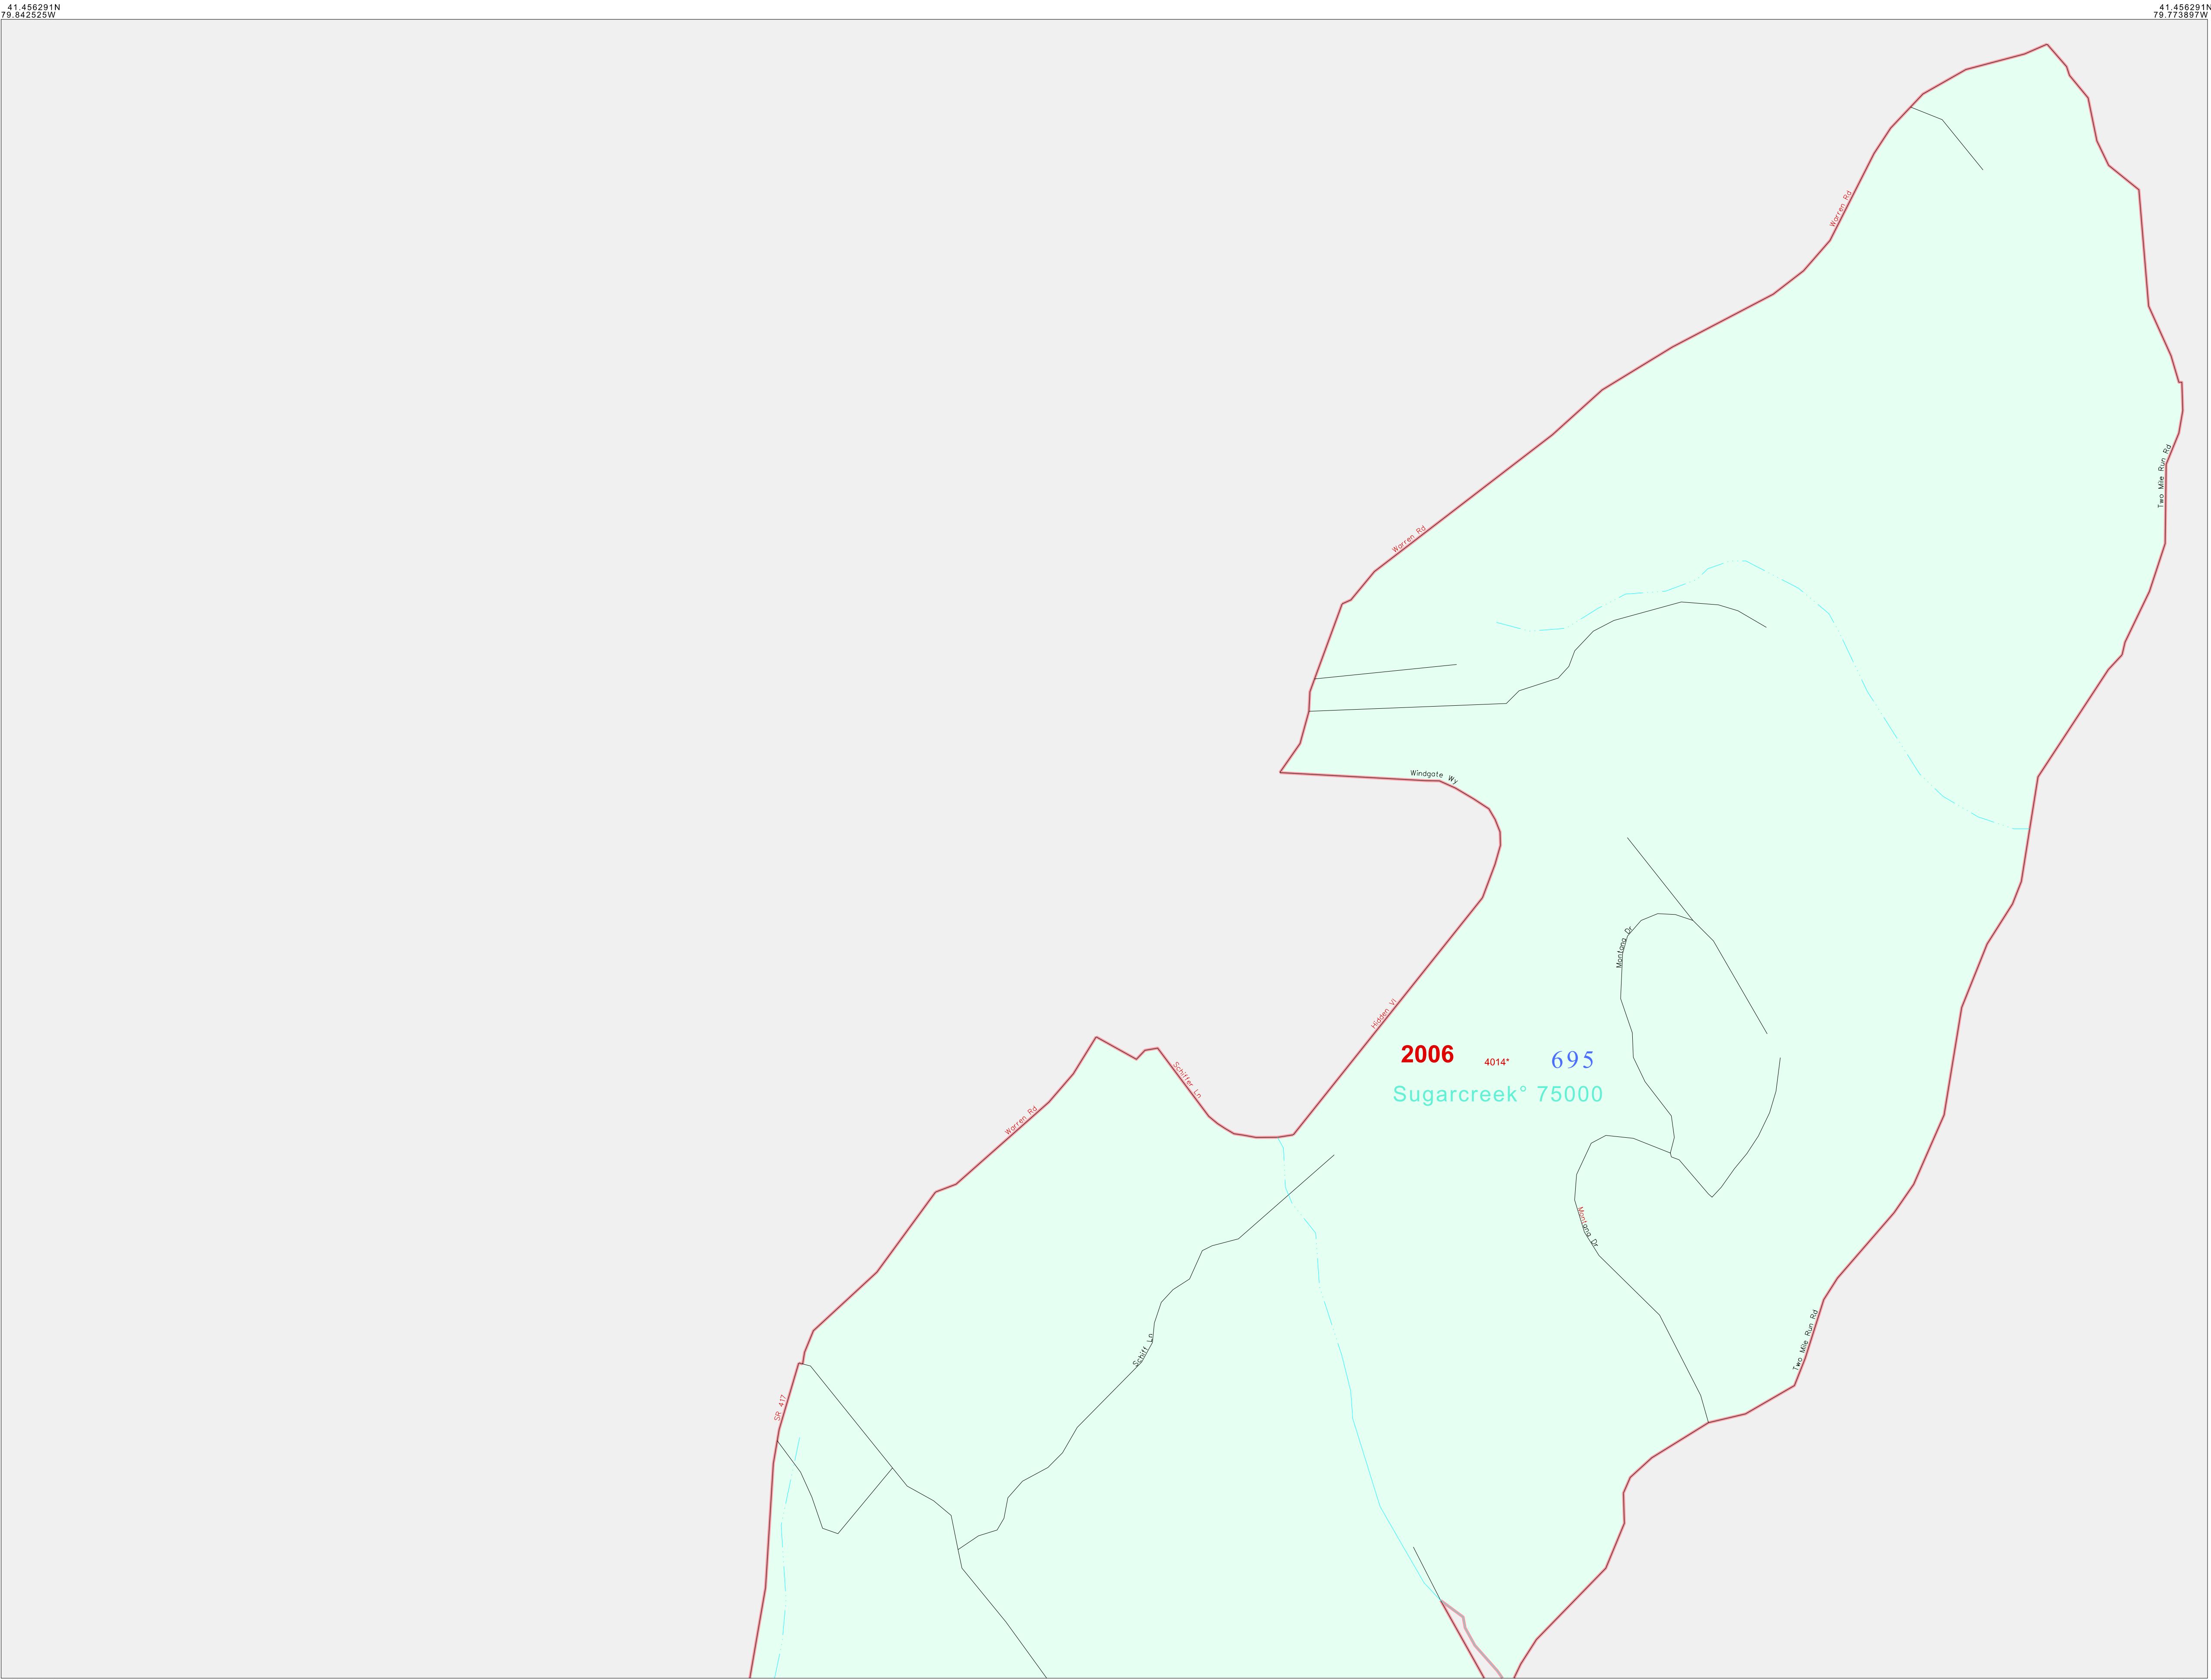 41.456291N
79.842525W
41.456291N
79.773897W
Warren Rd
Two Mile Run Rd
Warren Rd
Windgate Wy
Montana Dr
Hidden Vl
2006
4014*
695
Schiffer Ln
Sugarcreek° 75000
Warren Rd
Montana Dr
Two Mile Run Rd
Schiff Ln
SR 417